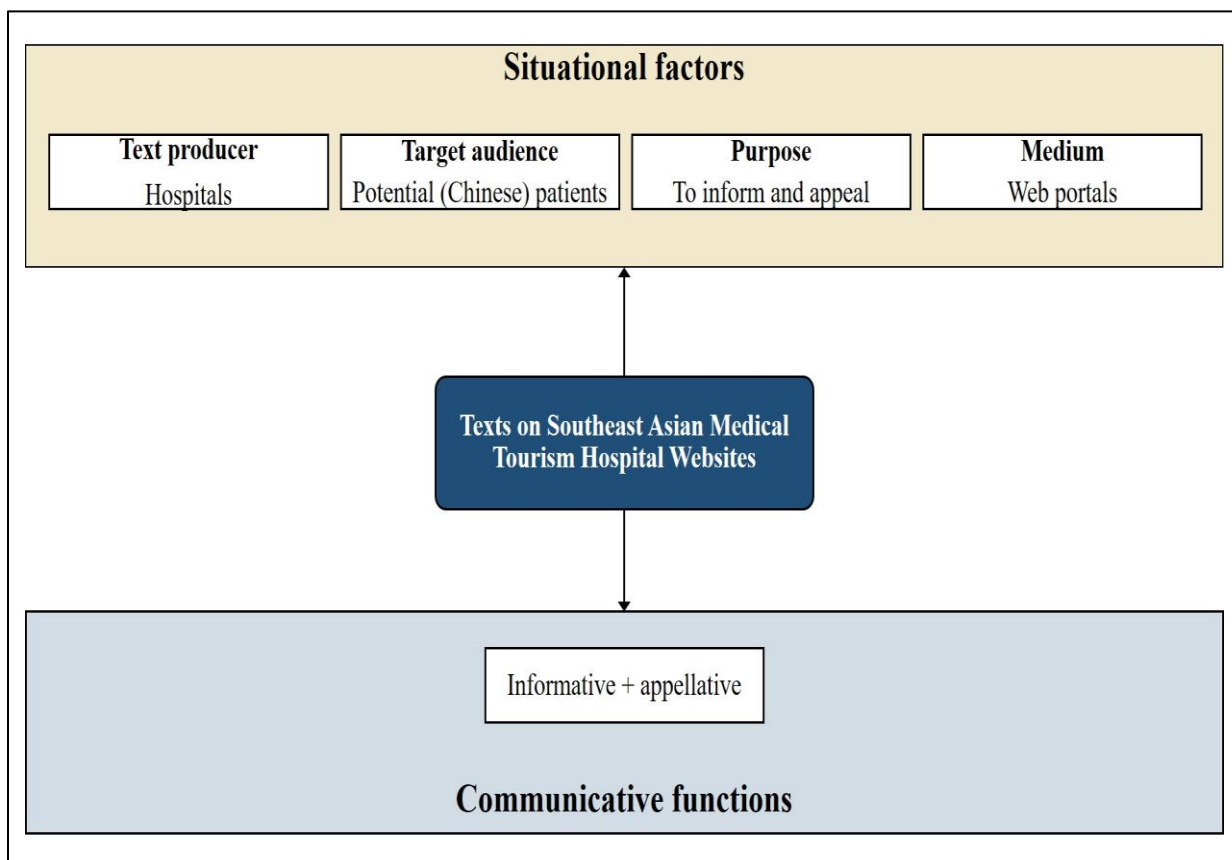 Situational factors
Text producer
Hospitals
Target audience
Potential (Chinese) patients
Purpose
To inform and appeal
Medium
Web portals
Texts on Southeast Asian Medical
Tourism Hospital Websites
Informative + appellative
Communicative functions